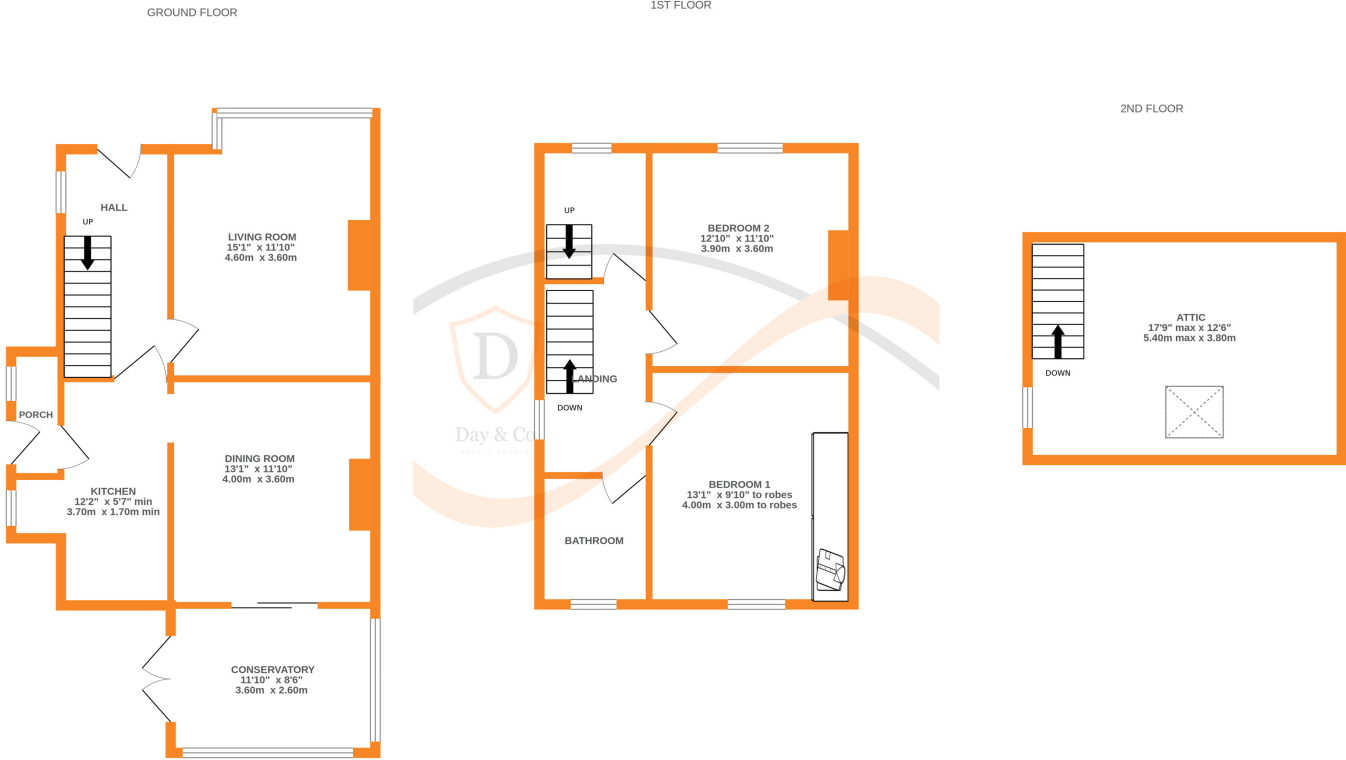 GROUND FLOOR
HALL
UP
LIVING ROOM
15'1" x 11'10"
4.60m x 3.60m
PORCH
KITCHEN
12'2" x 5'7" min
3.70m x 1.70m min
DINING ROOM
13'1" x 11'10"
4.00m x 3.60m
CONSERVATORY
11'10" x 8'6"
3.60m x 2.60m
1ST FLOOR
UP
BEDROOM 2
12'10" x 11'10"
3.90m x 3.60m
LANDING
DOWN
BEDROOM 1
13'1" x 9'10" to robes
4.00m x 3.00m to robes
BATHROOM
D
Day & Co
ESTATE AGENCY
2ND FLOOR
ATTIC
17'9" max x 12'6"
5.40m max x 3.80m
DOWN